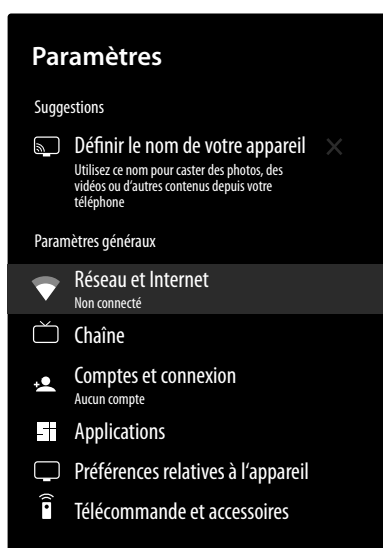 Paramètres
Suggestions
Définir le nom de votre appareil
Utilisez ce nom pour caster des photos, des
vidéos ou d'autres contenus depuis votre
téléphone
Paramètres généraux
Réseau et Internet
Non connecté
Chaîne
Comptes et connexion
Aucun compte
Applications
Préférences relatives à l'appareil
Télécommande et accessoires